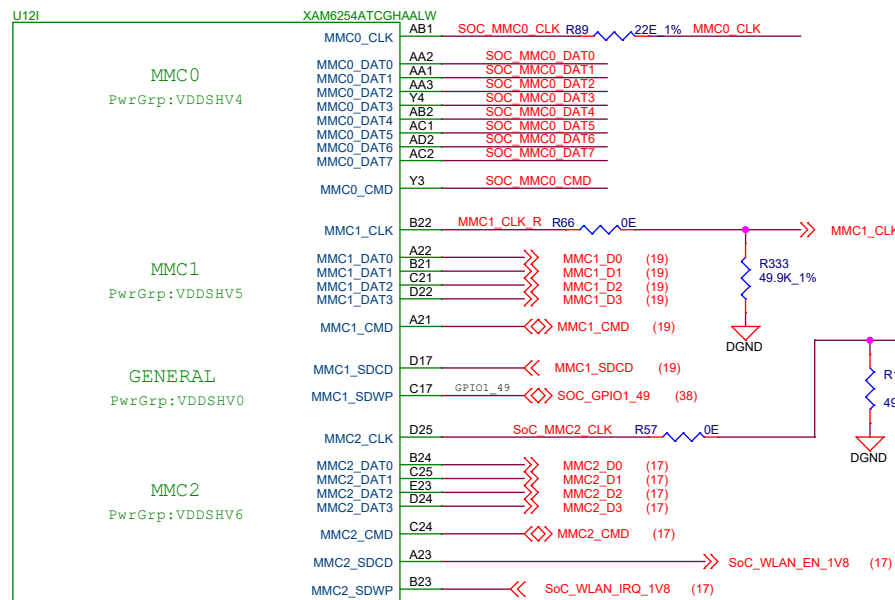 U12I XAM6254ATCGHAALW
MMC0_CLK AB1 SOC_MMC0_CLK R89 22E_1% MMC0_CLK
MMC0
PwrGrp:VDDSHV4
MMC0_DAT0 AA2 SOC_MMC0_DAT0
MMC0_DAT1 AA1 SOC_MMC0_DAT1
MMC0_DAT2 AA3 SOC_MMC0_DAT2
MMC0_DAT3 Y4 SOC_MMC0_DAT3
MMC0_DAT4 AB2 SOC_MMC0_DAT4
MMC0_DAT5 AC1 SOC_MMC0_DAT5
MMC0_DAT6 AD2 SOC_MMC0_DAT6
MMC0_DAT7 AC2 SOC_MMC0_DAT7
MMC0_CMD Y3 SOC_MMC0_CMD
MMC1_CLK B22 MMC1_CLK_R R66 0E MMC1_CLK
MMC1
PwrGrp:VDDSHV5
MMC1_DAT0 A22 MMC1_D0 (19)
MMC1_DAT1 B21 MMC1_D1 (19)
MMC1_DAT2 C21 MMC1_D2 (19)
MMC1_DAT3 D22 MMC1_D3 (19)
R333
49.9K_1%
DGND
MMC1_CMD A21 MMC1_CMD (19)
GENERAL
PwrGrp:VDDSHV0
MMC1_SDCD D17 MMC1_SDCD (19)
MMC1_SDWP C17 GPIO1_49 SOC_GPIO1_49 (38)
R1
49
DGND
MMC2_CLK D25 SoC_MMC2_CLK R57 0E
MMC2
PwrGrp:VDDSHV6
MMC2_DAT0 B24 MMC2_D0 (17)
MMC2_DAT1 C25 MMC2_D1 (17)
MMC2_DAT2 E23 MMC2_D2 (17)
MMC2_DAT3 D24 MMC2_D3 (17)
MMC2_CMD C24 MMC2_CMD (17)
MMC2_SDCD A23 SoC_WLAN_EN_1V8 (17)
MMC2_SDWP B23 SoC_WLAN_IRQ_1V8 (17)